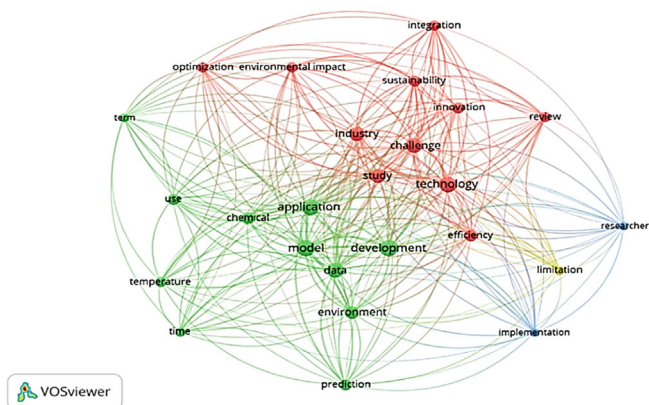 integration
optimization
environmental impact
sustainability
innovation
term
review
industry
challenge
study
technology
use
application
chemical
researcher
efficiency
model
development
data
limitation
temperature
environment
time
implementation
prediction
VOSviewer